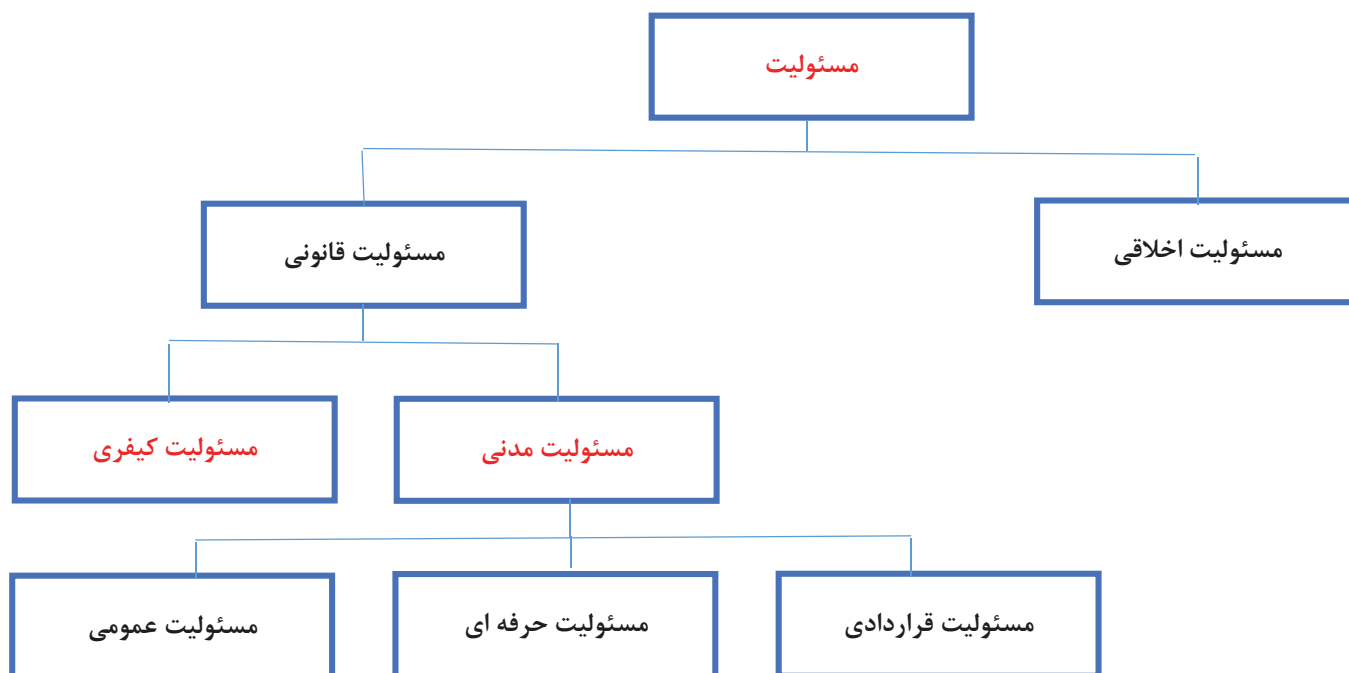 مسئولیت
مسئولیت اخلاقی
مسئولیت قانونی
مسئولیت مدنی
مسئولیت کیفری
مسئولیت قراردادی
مسئولیت حرفه ای
مسئولیت عمومی